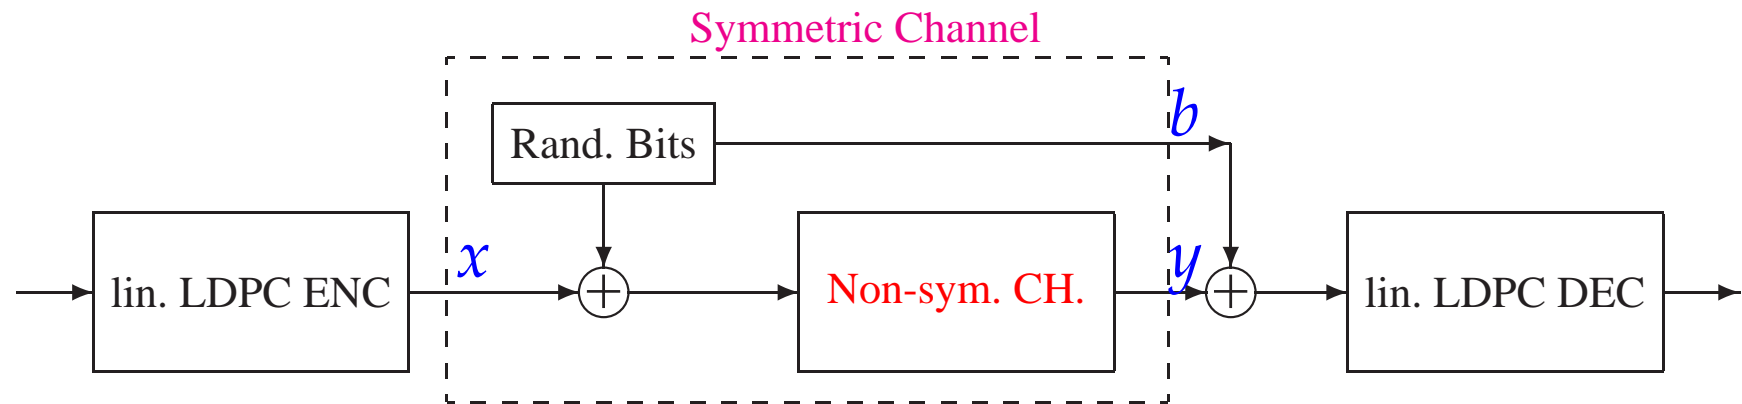 Symmetric Channel
Rand. Bits
b
lin. LDPC ENC
x
Non-sym. CH.
y
lin. LDPC DEC